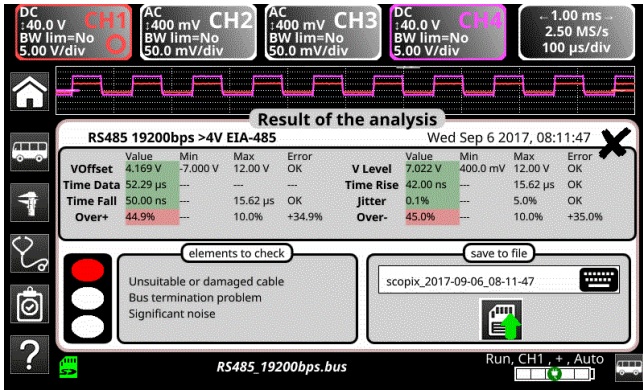 DC AC AC DC
↕40.0 V CH1 ↕400 mV CH2 ↕400 mV CH3 ↕40.0 V CH4 ←1.00 ms→
BW lim=No BW lim=No BW lim=No BW lim=No 2.50 MS/s
5.00 V/div 50.0 mV/div 50.0 mV/div 5.00 V/div 100 µs/div
Result of the analysis
RS485 19200bps >4V EIA-485 Wed Sep 6 2017, 08:11:47
Value Min Max Error Value Min Max Error
VOffset 4.169 V -7.000 V 12.00 V OK V Level 7.022 V 400.0 mV 12.00 V OK
Time Data 52.29 µs --- --- --- Time Rise 42.00 ns --- 15.62 µs OK
Time Fall 50.00 ns --- 15.62 µs OK Jitter 0.1% --- 5.0% OK
Over+ 44.9% --- 10.0% +34.9% Over- 45.0% --- 10.0% +35.0%
elements to check save to file
Unsuitable or damaged cable
Bus termination problem
Significant noise
scopix_2017-09-06_08-11-47
?
SD
RS485_19200bps.bus
Run, CH1 , + , Auto